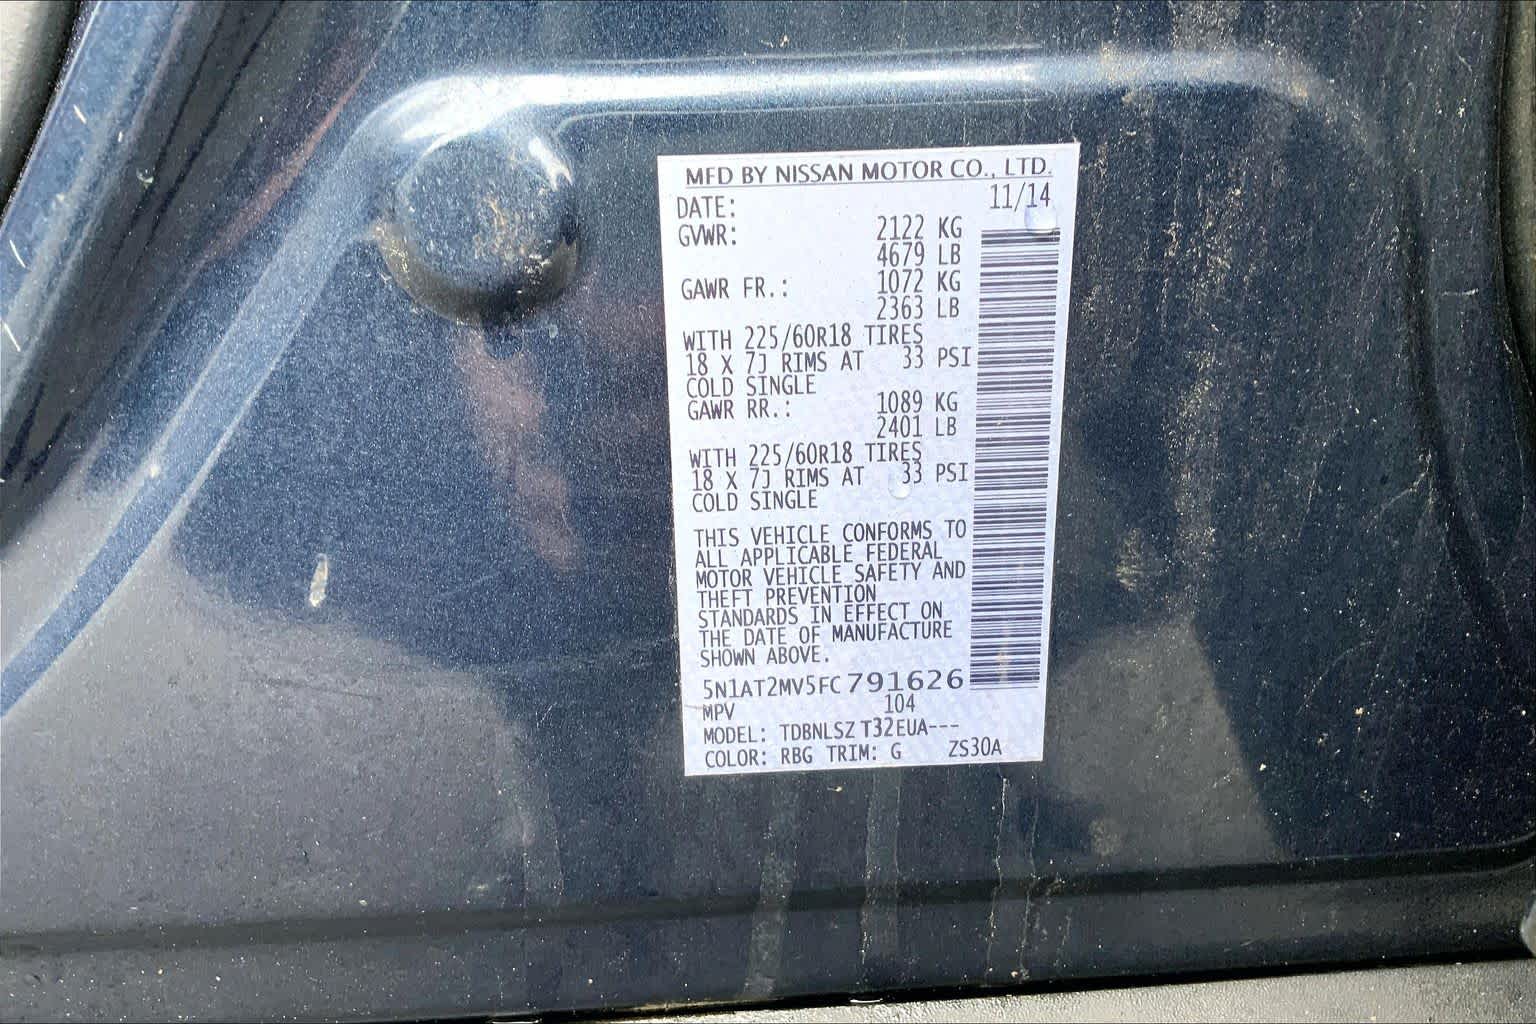 MFD BY NISSAN MOTOR CO., LTD.
DATE: 11/14
GVWR: 2122 KG
4679 LB
GAWR FR.: 1072 KG
2363 LB
WITH 225/60R18 TIRES
18 X 7J RIMS AT 33 PSI
COLD SINGLE
GAWR RR.: 1089 KG
2401 LB
WITH 225/60R18 TIRES
18 X 7J RIMS AT 33 PSI
COLD SINGLE
THIS VEHICLE CONFORMS TO
ALL APPLICABLE FEDERAL
MOTOR VEHICLE SAFETY AND
THEFT PREVENTION
STANDARDS IN EFFECT ON
THE DATE OF MANUFACTURE
SHOWN ABOVE.
5N1AT2MV5FC791626
MPV 104
MODEL: TDBNLSZ T32EUA---
COLOR: RBG TRIM: G ZS30A